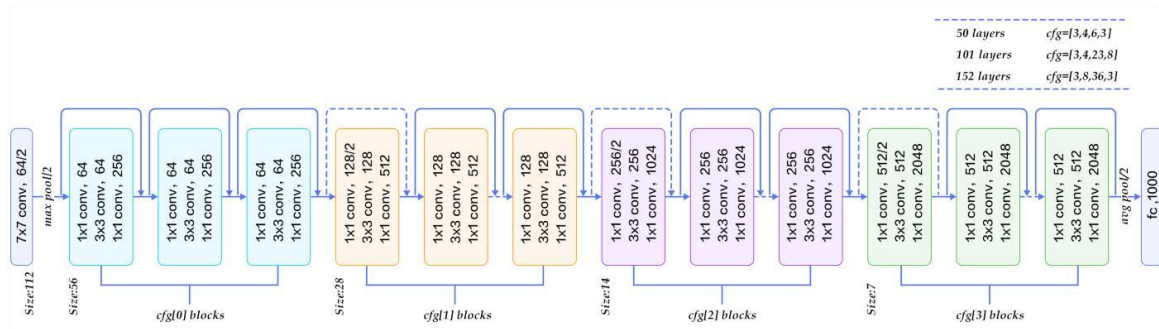 50 layers cfg=[3,4,6,3]
101 layers cfg=[3,4,23,8]
152 layers cfg=[3,8,36,3]
7x7 conv, 64/2
Size:112
max pool/2
1x1 conv, 64
3x3 conv, 64
1x1 conv, 256
1x1 conv, 64
3x3 conv, 64
1x1 conv, 256
1x1 conv, 64
3x3 conv, 64
1x1 conv, 256
Size:56
cfg[0] blocks
1x1 conv, 128/2
3x3 conv, 128
1x1 conv, 512
1x1 conv, 128
3x3 conv, 128
1x1 conv, 512
1x1 conv, 128
3x3 conv, 128
1x1 conv, 512
Size:28
cfg[1] blocks
1x1 conv, 256/2
3x3 conv, 256
1x1 conv, 1024
1x1 conv, 256
3x3 conv, 256
1x1 conv, 1024
1x1 conv, 256
3x3 conv, 256
1x1 conv, 1024
Size:14
cfg[2] blocks
1x1 conv, 512/2
3x3 conv, 512
1x1 conv, 2048
1x1 conv, 512
3x3 conv, 512
1x1 conv, 2048
1x1 conv, 512
3x3 conv, 512
1x1 conv, 2048
Size:7
cfg[3] blocks
avg pool/2
fc ,1000